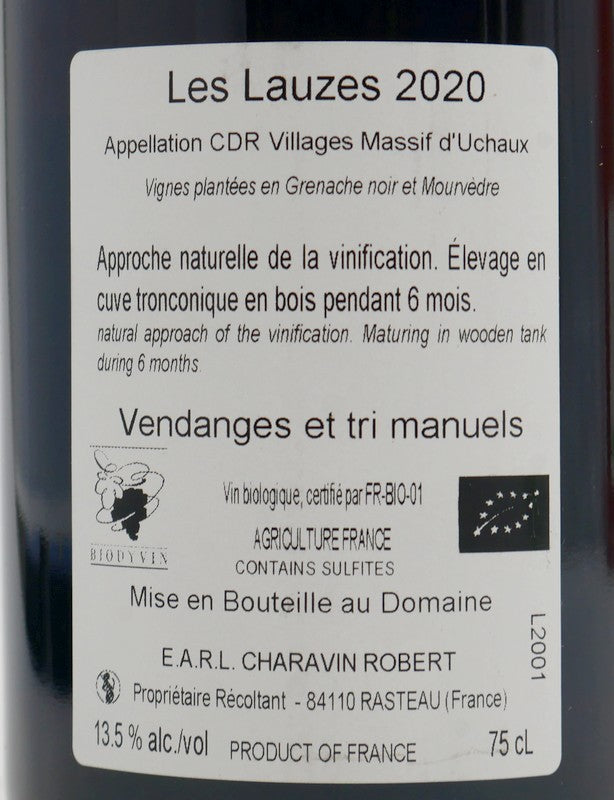 Les Lauzes 2020
Appellation CDR Villages Massif d'Uchaux
Vignes plantées en Grenache noir et Mourvèdre
Approche naturelle de la vinification. Élevage en
cuve tronconique en bois pendant 6 mois.
natural approach of the vinification. Maturing in wooden tank
during 6 months.
Vendanges et tri manuels
BIODYVIN
Vin biologique, certifié par FR-BIO-01
AGRICULTURE FRANCE
CONTAINS SULFITES
Mise en Bouteille au Domaine
L2001
E.A.R.L. CHARAVIN ROBERT
Propriétaire Récoltant - 84110 RASTEAU (France)
13.5 % alc./vol PRODUCT OF FRANCE 75 cL